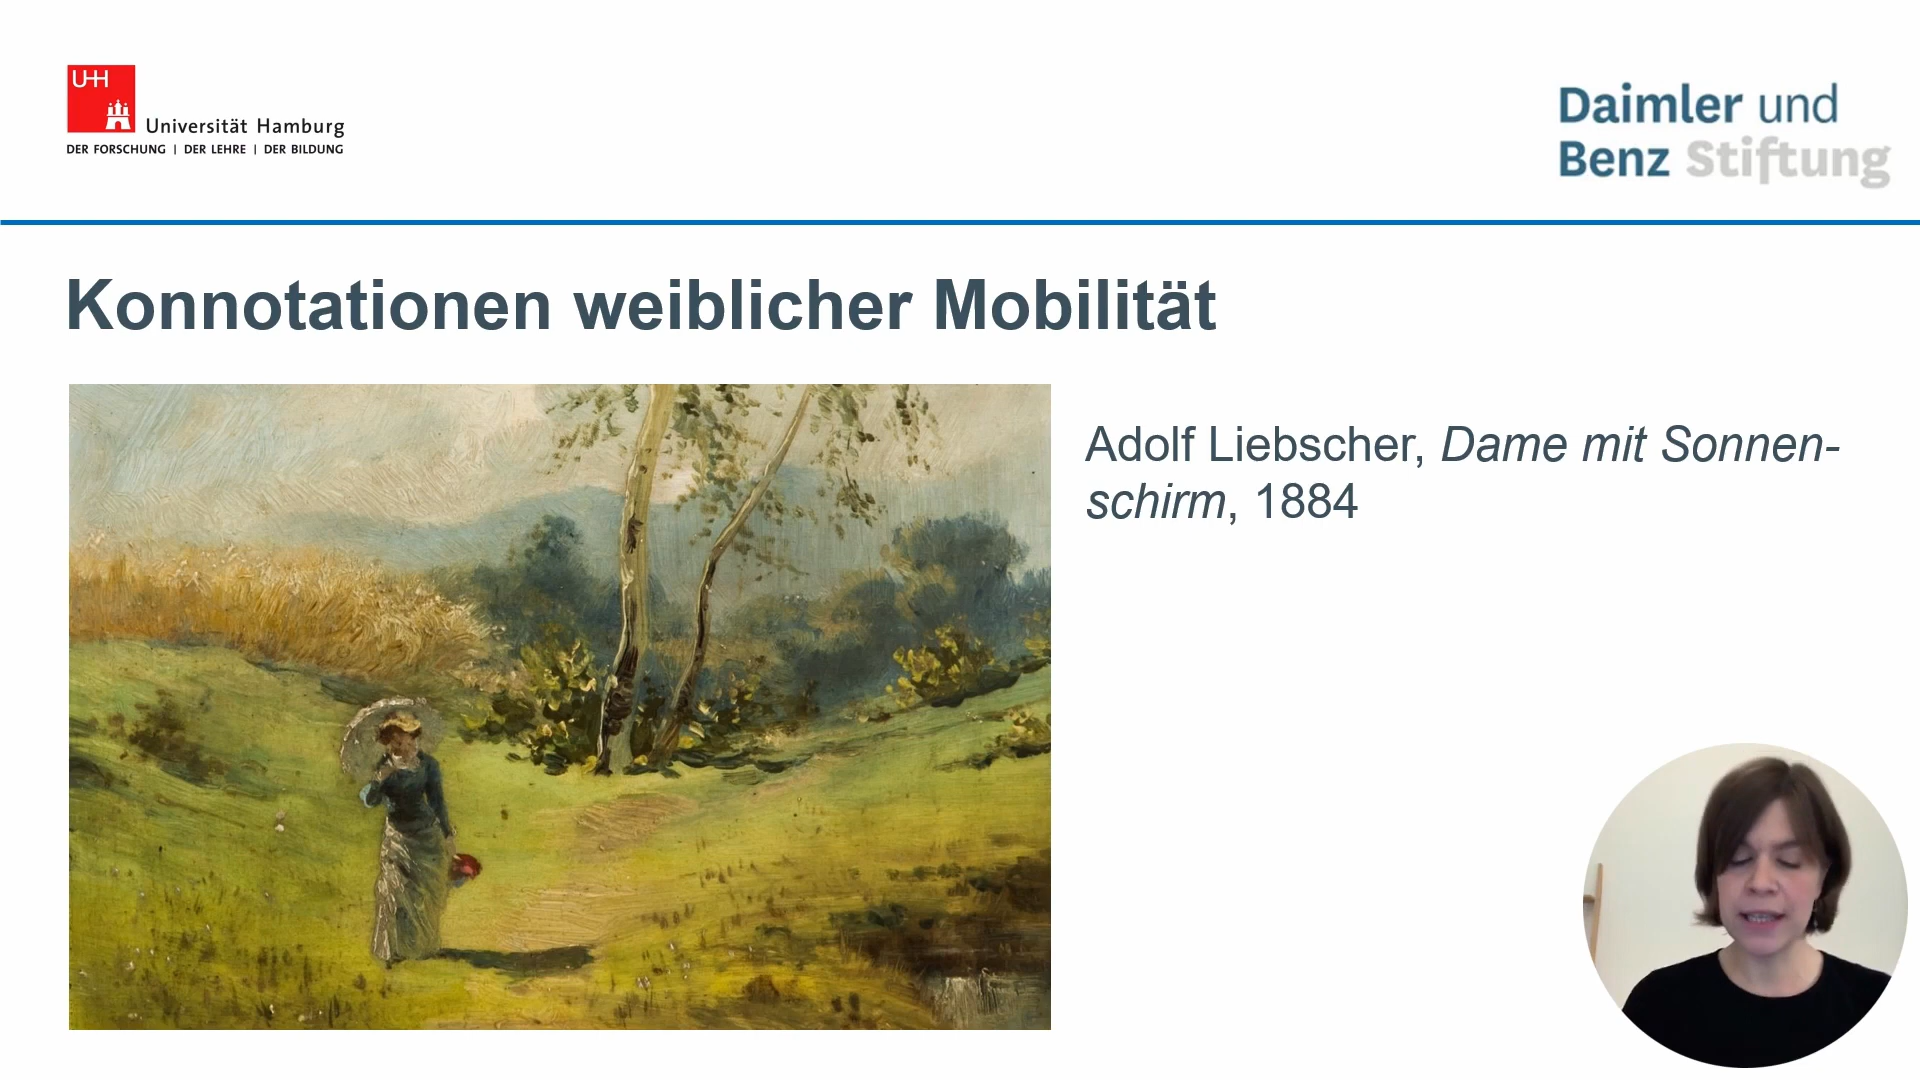 UHH
Universität Hamburg
DER FORSCHUNG | DER LEHRE | DER BILDUNG
Daimler und
Benz Stiftung
Konnotationen weiblicher Mobilität
Adolf Liebscher, Dame mit Sonnen-
schirm, 1884